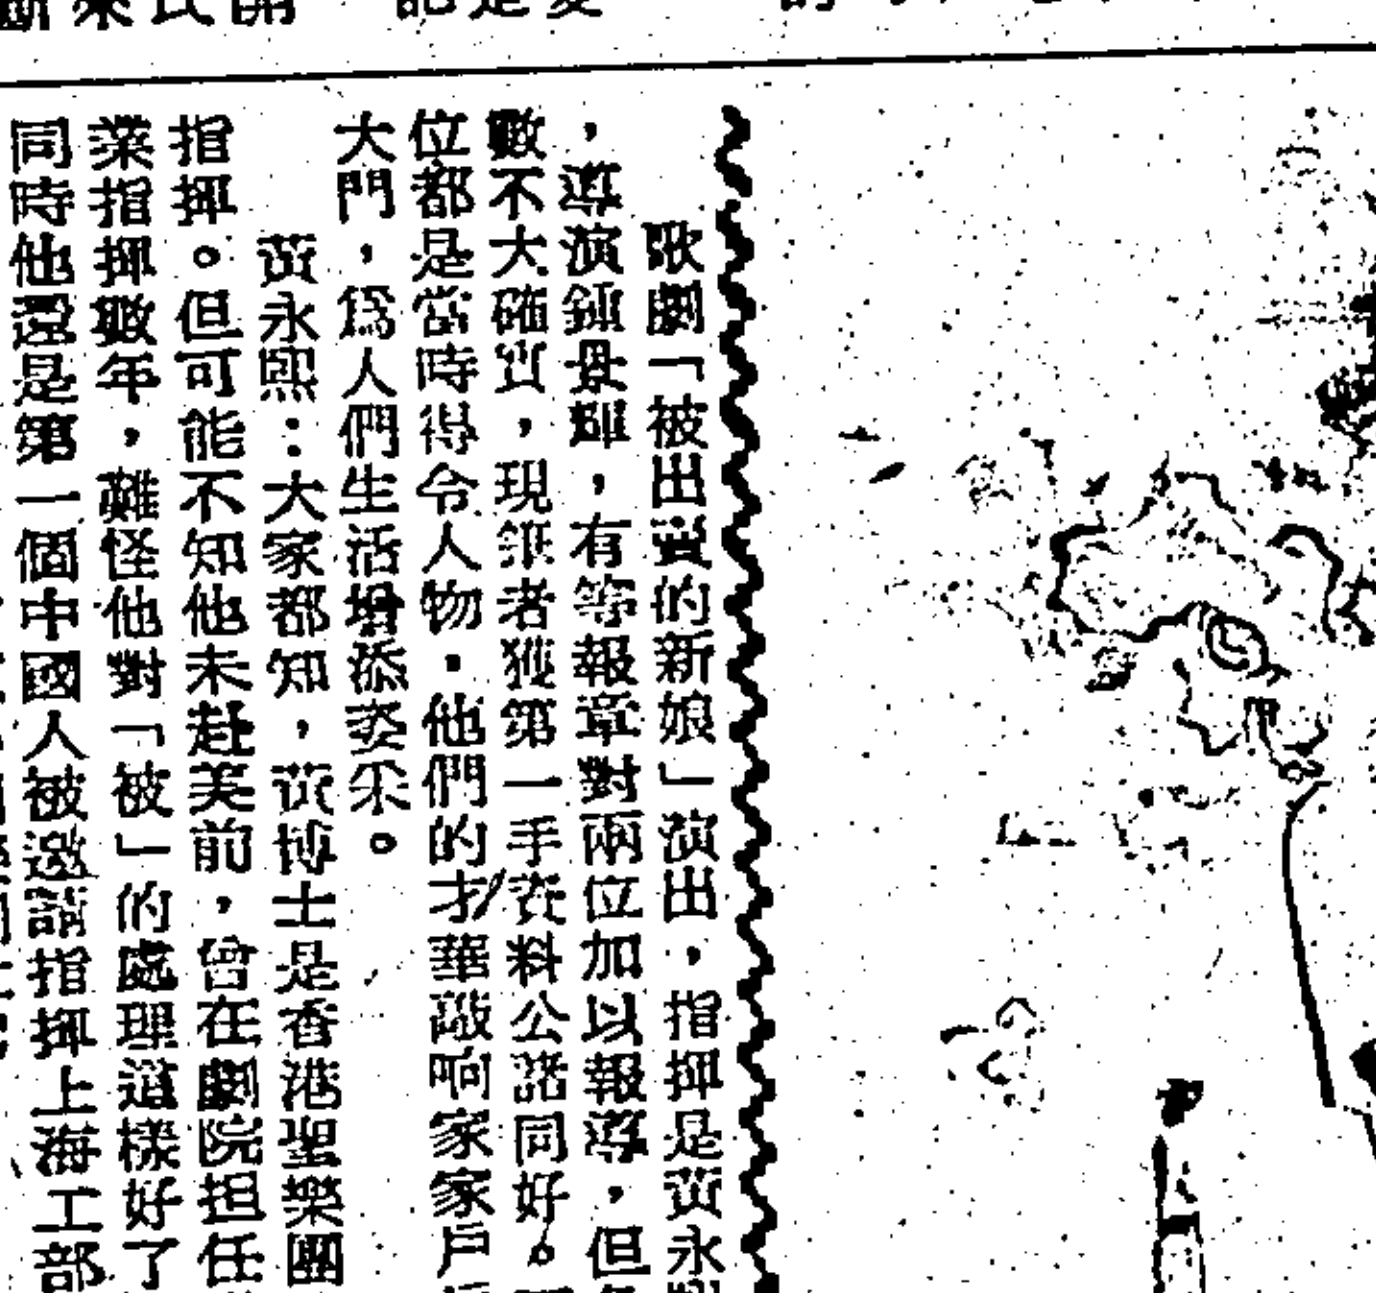 歌劇「被出賣的新娘」演出，指揮是黃永
，導演鍾景輝，有等報章對兩位加以報導，但
數不大確實，現筆者獲第一手資料公諸同好。
位都是當時得令人物。他們的才華敲响家家戶
大門，爲人們生活增添姿采。
黃永熙：大家都知，黃博士是香港聖樂團
指揮。但可能不知他未赴美前，曾在劇院担任
業指揮數年，難怪他對「被」的處理這樣好了
同時他還是第一個中國人被邀請指揮上海工部